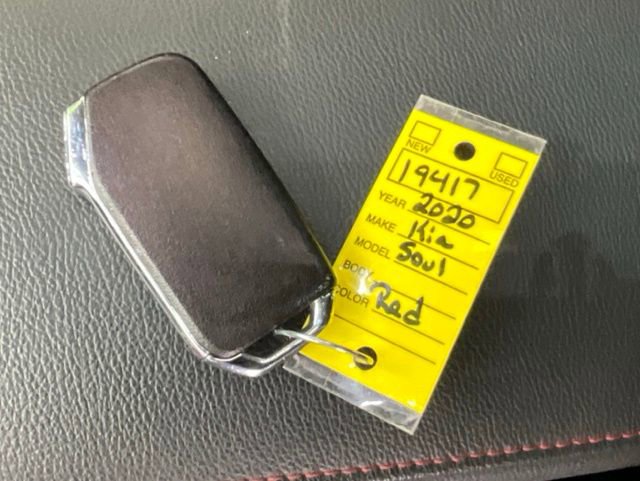 NEW USED
19417
YEAR 2020
MAKE Kia
MODEL Soul
BODY
COLOR Red